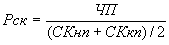 Рск = ЧП / ((СКнп + СКкп) / 2)